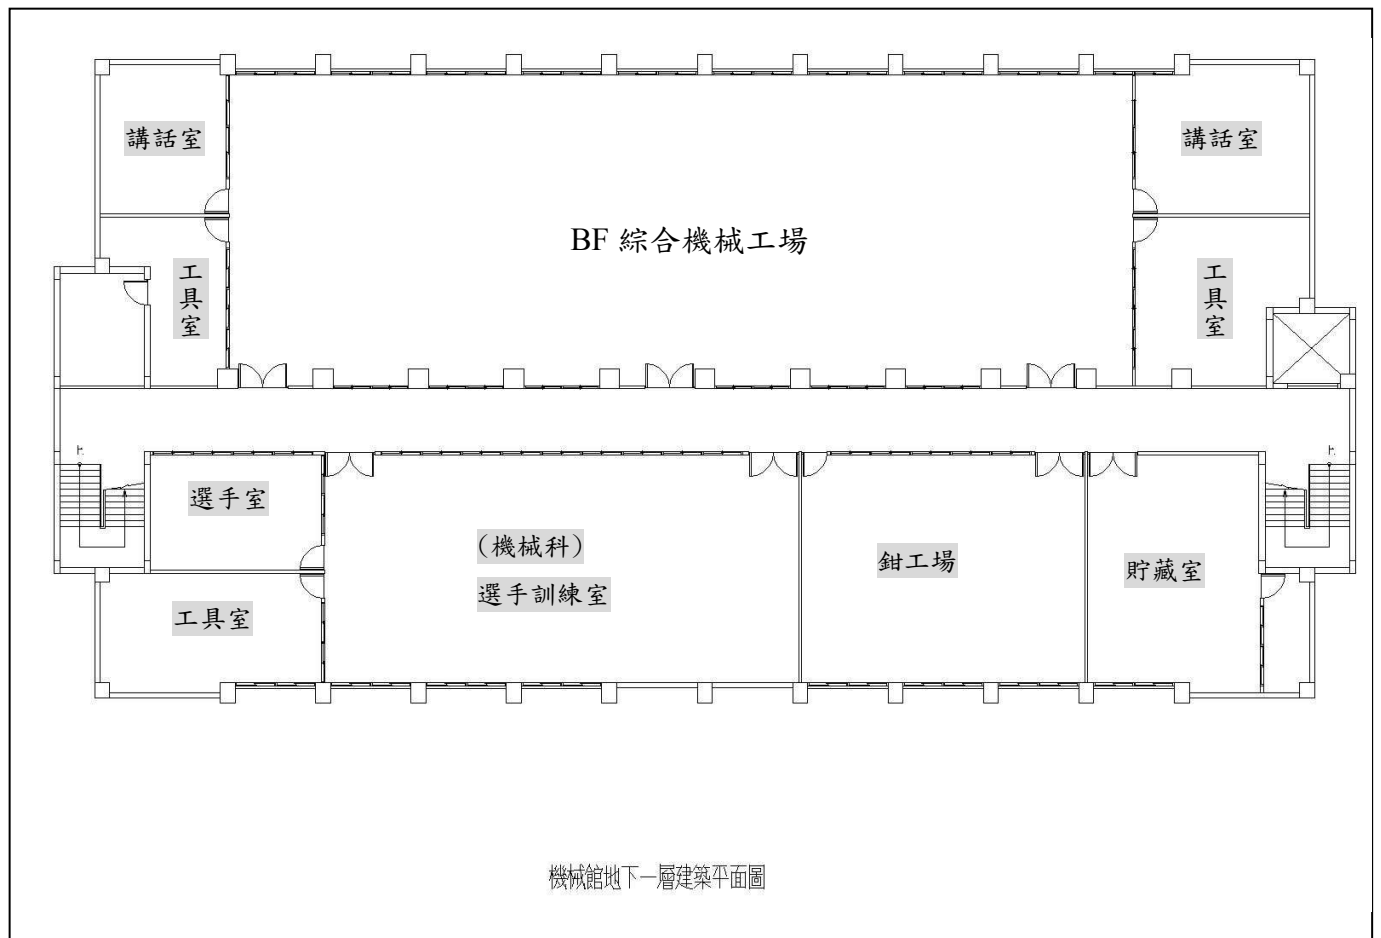 講話室
講話室
BF 綜合機械工場
工具室
工具室
上
上
選手室
(機械科)
選手訓練室
鉗工場
貯藏室
工具室
機械館地下一層建築平面圖